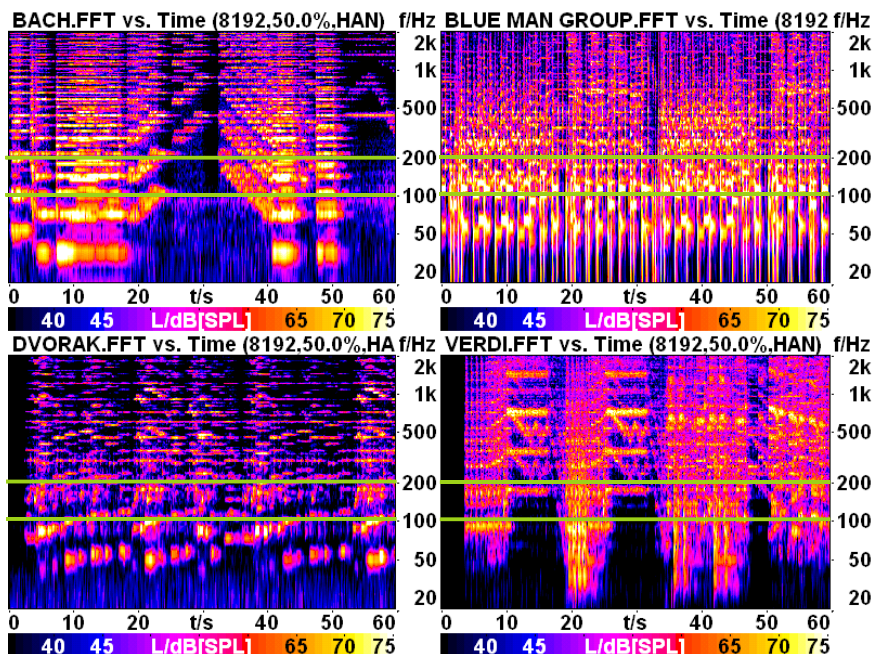 BACH.FFT vs. Time (8192,50.0%,HAN) f/Hz
2k
1k
500
200
100
50
20
0 10 20 t/s 40 60
40 45 L/dB[SPL] 65 70 75
BLUE MAN GROUP.FFT vs. Time (8192 f/Hz
2k
1k
500
200
100
50
20
0 10 20 t/s 40 50 60
40 45 L/dB[SPL] 65 70 75
DVORAK.FFT vs. Time (8192,50.0%,HA f/Hz
2k
1k
500
200
100
50
20
0 10 20 t/s 40 60
40 45 L/dB[SPL] 65 70 75
VERDI.FFT vs. Time (8192,50.0%,HAN) f/Hz
2k
1k
500
200
100
50
20
0 10 20 t/s 40 50 60
40 45 L/dB[SPL] 65 70 75